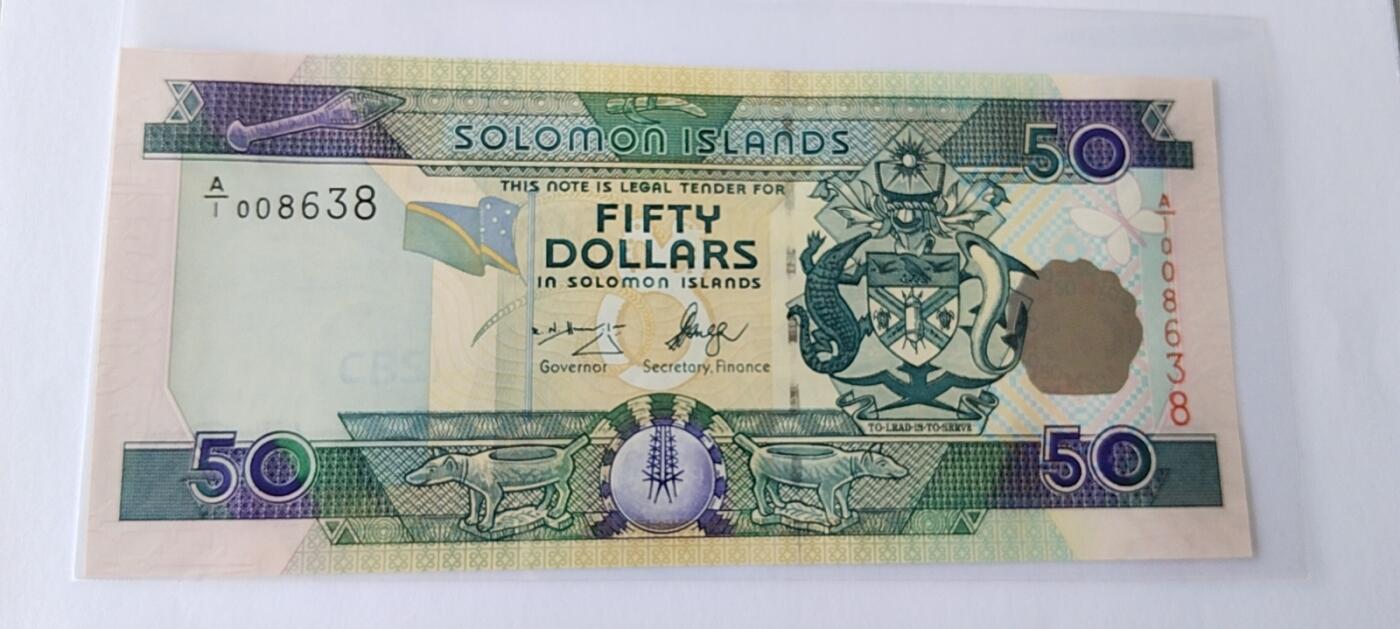 SOLOMON ISLANDS
50
A/1 008638
THIS NOTE IS LEGAL TENDER FOR
FIFTY
DOLLARS
IN SOLOMON ISLANDS
Governor Secretary, Finance
A/1 008638
CBS
TO-LEAD-IS-TO-SERVE
50
50